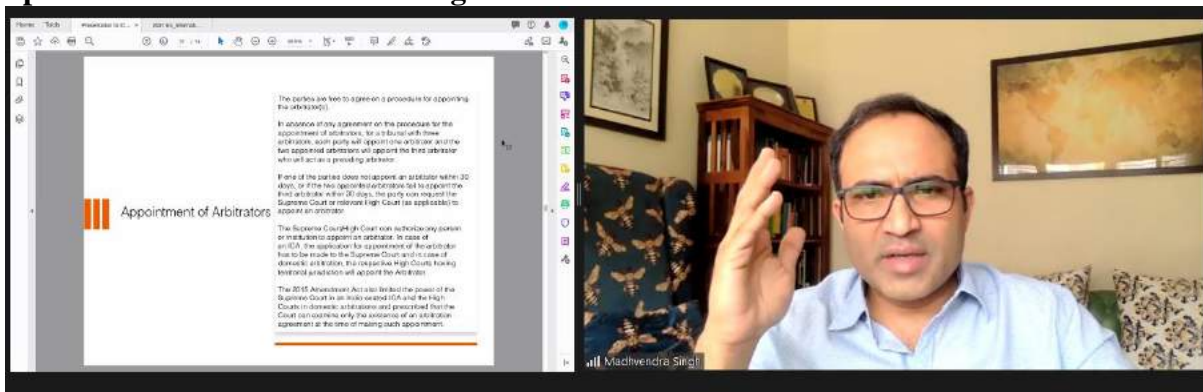 Home Tools
Appointment of Arbitrators
The parties are free to agree on a procedure for appointing
the arbitrator(s).
In absence of any agreement on the procedure for the
appointment of arbitrators, for a tribunal with three
arbitrators, each party will appoint one arbitrator and the
two appointed arbitrators will appoint the third arbitrator
who will act as a presiding arbitrator.
If one of the parties does not appoint an arbitrator within 30
days, or if the two appointed arbitrators fail to appoint the
third arbitrator within 30 days, the party can request the
Supreme Court or relevant High Court (as applicable) to
appoint an arbitrator.
The Supreme Court/High Court can authorize any person
or institution to appoint an arbitrator. In case of
an ICA, the application for appointment of the arbitrator
has to be made to the Supreme Court and in case of
domestic arbitration, the respective High Courts having
territorial jurisdiction will appoint the Arbitrator.
The 2015 Amendment Act also limited the power of the
Supreme Court in an India seated ICA and the High
Courts in domestic arbitrations and prescribed that the
Court can examine only the existence of an arbitration
agreement at the time of making such appointment.
Madhvendra Singh